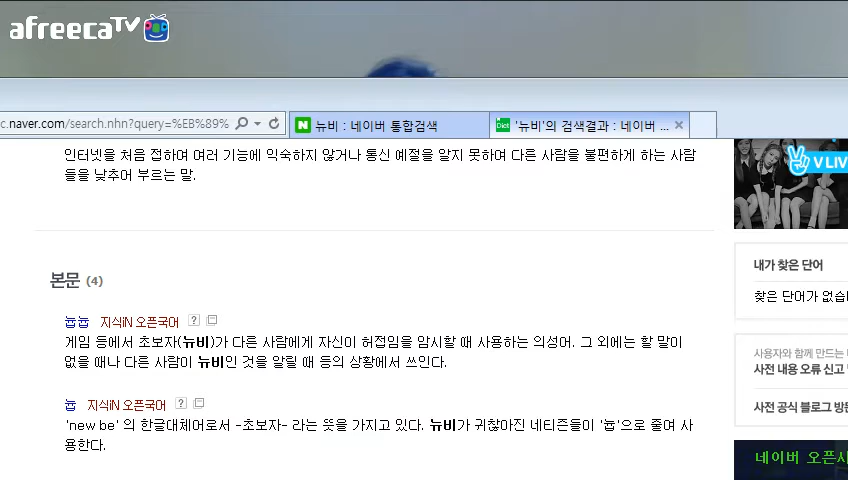 afreecaTV
c.naver.com/search.nhn?query=%EB%89%
뉴비 : 네이버 통합검색
'뉴비'의 검색결과 : 네이버 ...
인터넷을 처음 접하여 여러 기능에 익숙하지 않거나 통신 예절을 알지 못하여 다른 사람을 불편하게 하는 사람
들을 낮추어 부르는 말.
V LIV
본문 (4)
내가 찾은 단어
찾은 단어가 없습
늅늅 지식iN 오픈국어
게임 등에서 초보자(뉴비)가 다른 사람에게 자신이 허접임을 암시할 때 사용하는 의성어. 그 외에는 할 말이
없을 때나 다른 사람이 뉴비인 것을 알릴 때 등의 상황에서 쓰인다.
사용자와 함께 만드는
사전 내용 오류 신고
늅 지식iN 오픈국어
'new be' 의 한글대체어로서 -초보자- 라는 뜻을 가지고 있다. 뉴비가 귀찮아진 네티즌들이 '늅'으로 줄여 사
용한다.
사전 공식 블로그 방문
네이버 오픈사